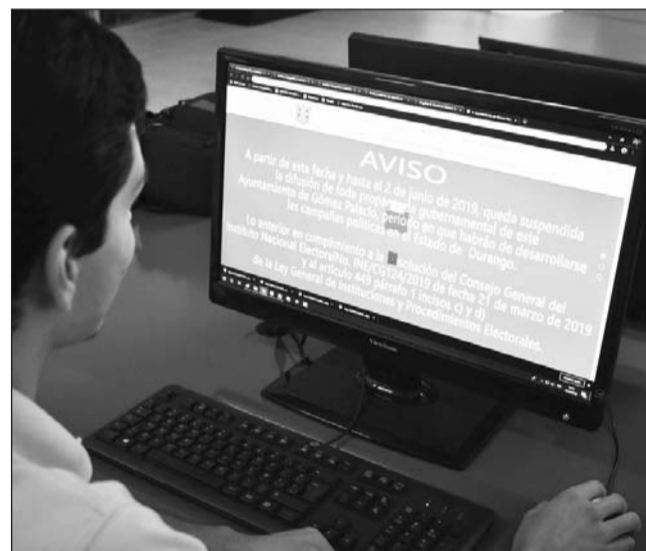 AVISO
A partir de esta fecha y hasta el 2 de junio de 2019, queda suspendida
la difusión de toda propaganda gubernamental de este
Ayuntamiento de Gómez Palacio, periodo en que habrán de desarrollarse
las campañas políticas en el Estado de Durango.
Lo anterior en cumplimiento a la solución del Consejo General del
Instituto Nacional ElectoralNo. INE/CG124/2019 de fecha 21 de marzo de 2019
y al artículo 449 párrafo 1 incisos c) y d)
de la Ley General de Instituciones y Procedimientos Electorales.
ViewSonic